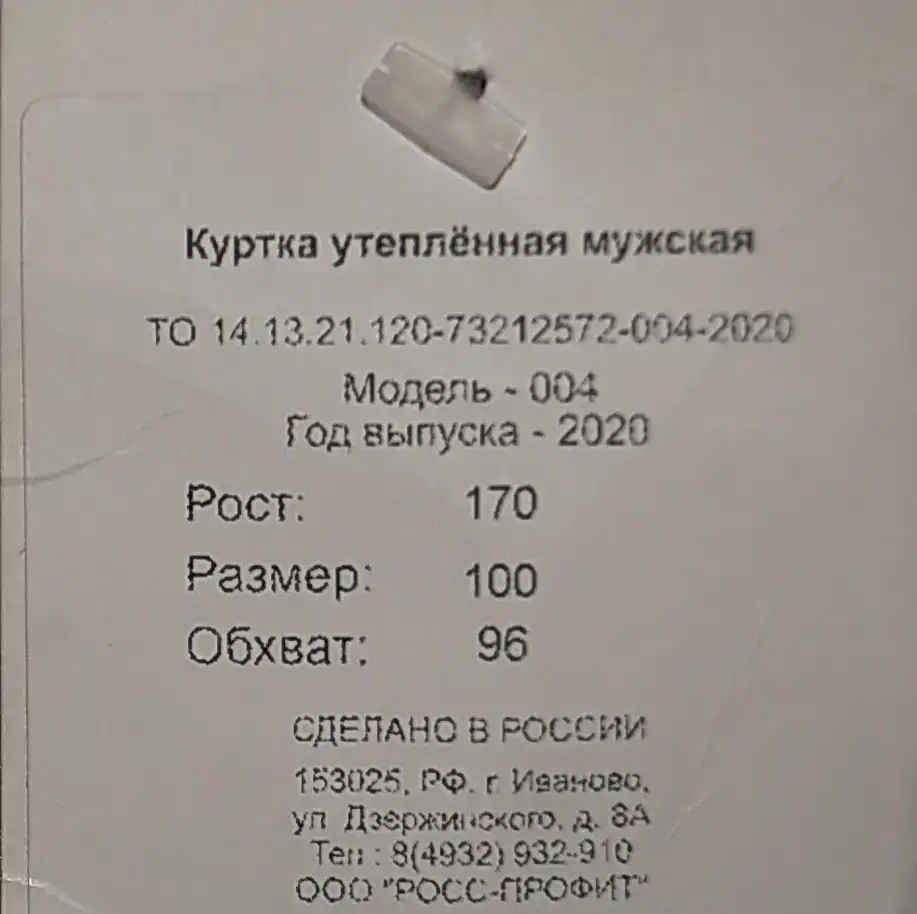 Куртка утеплённая мужская
ТО 14.13.21.120-73212572-004-2020
Модель - 004
Год выпуска - 2020
Рост: 170
Размер: 100
Обхват: 96
СДЕЛАНО В РОССИИ
153025, РФ. г. Иваново,
ул. Дзержинского, д. 8А
Тел.: 8(4932) 932-910
ООО "РОСС-ПРОФИТ"